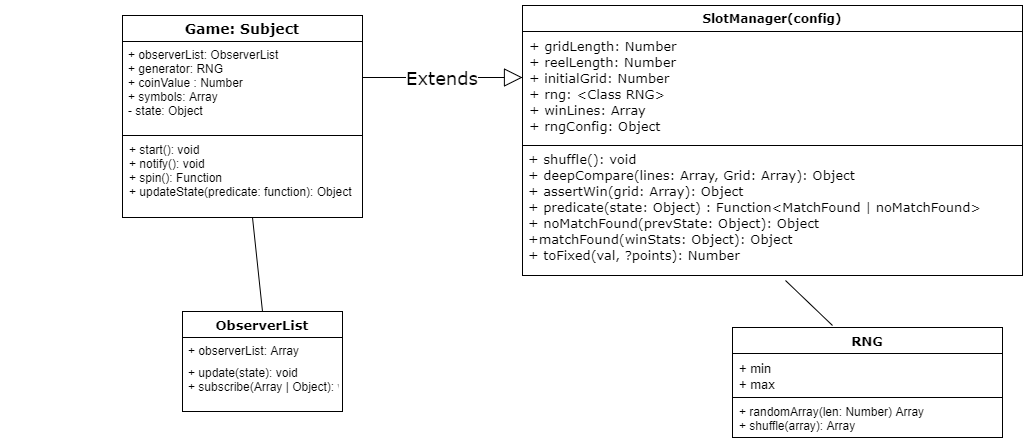 Game: Subject
+ observerList: ObserverList
+ generator: RNG
+ coinValue : Number
+ symbols: Array
- state: Object
+ start(): void
+ notify(): void
+ spin(): Function
+ updateState(predicate: function): Object
Extends
SlotManager(config)
+ gridLength: Number
+ reelLength: Number
+ initialGrid: Number
+ rng: <Class RNG>
+ winLines: Array
+ rngConfig: Object
+ shuffle(): void
+ deepCompare(lines: Array, Grid: Array): Object
+ assertWin(grid: Array): Object
+ predicate(state: Object) : Function<MatchFound | noMatchFound>
+ noMatchFound(prevState: Object): Object
+matchFound(winStats: Object): Object
+ toFixed(val, ?points): Number
ObserverList
+ observerList: Array
+ update(state): void
+ subscribe(Array | Object):
RNG
+ min
+ max
+ randomArray(len: Number) Array
+ shuffle(array): Array